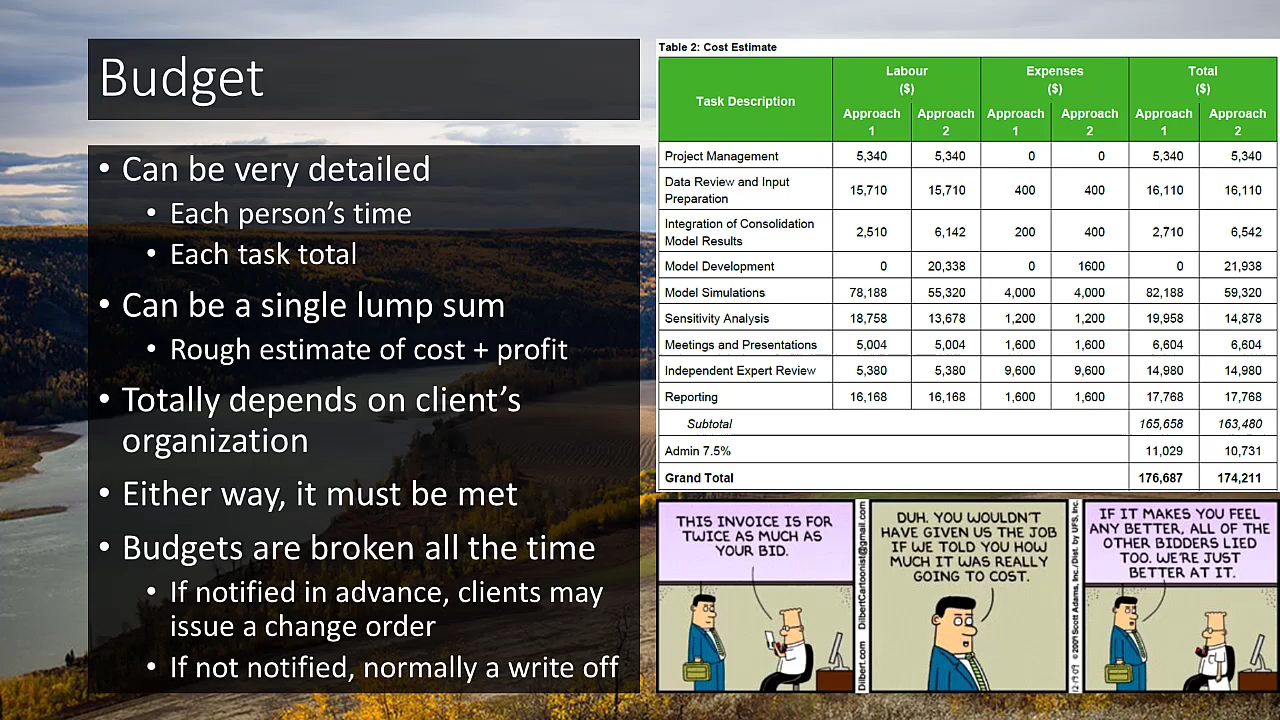 Budget
• Can be very detailed
• Each person's time
• Each task total
• Can be a single lump sum
• Rough estimate of cost + profit
• Totally depends on client's
organization
• Either way, it must be met
• Budgets are broken all the time
• If notified in advance, clients may
issue a change order
• If not notified, normally a write off
Table 2: Cost Estimate
Task Description Labour ($) Expenses ($) Total ($)
Approach 1 Approach 2 Approach 1 Approach 2 Approach 1 Approach 2
Project Management 5,340 5,340 0 0 5,340 5,340
Data Review and Input
Preparation 15,710 15,710 400 400 16,110 16,110
Integration of Consolidation
Model Results 2,510 6,142 200 400 2,710 6,542
Model Development 0 20,338 0 1600 0 21,938
Model Simulations 78,188 55,320 4,000 4,000 82,188 59,320
Sensitivity Analysis 18,758 13,678 1,200 1,200 19,958 14,878
Meetings and Presentations 5,004 5,004 1,600 1,600 6,604 6,604
Independent Expert Review 5,380 5,380 9,600 9,600 14,980 14,980
Reporting 16,168 16,168 1,600 1,600 17,768 17,768
Subtotal 165,658 163,480
Admin 7.5% 11,029 10,731
Grand Total 176,687 174,211
THIS INVOICE IS FOR
TWICE AS MUCH AS
YOUR BID.
Dilbert.com DilbertCartoonist@gmail.com
DUH. YOU WOULDN'T
HAVE GIVEN US THE JOB
IF WE TOLD YOU HOW
MUCH IT WAS REALLY
GOING TO COST.
12-19-09 ©2009 Scott Adams, Inc./Dist. by UFS, Inc.
IF IT MAKES YOU FEEL
ANY BETTER, ALL OF THE
OTHER BIDDERS LIED
TOO. WE'RE JUST
BETTER AT IT.